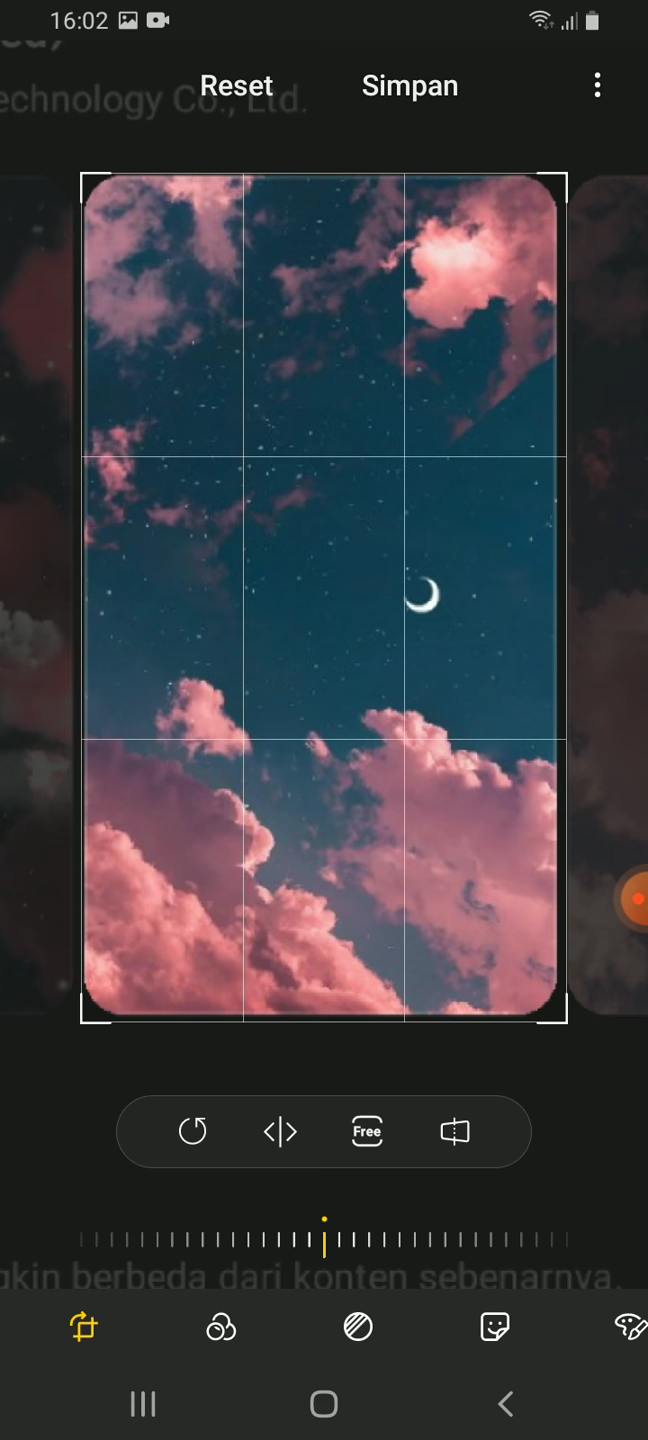 16:02
echnology Co., Ltd.
Reset
Simpan
Free
gkin berbeda dari konten sebenarnya.